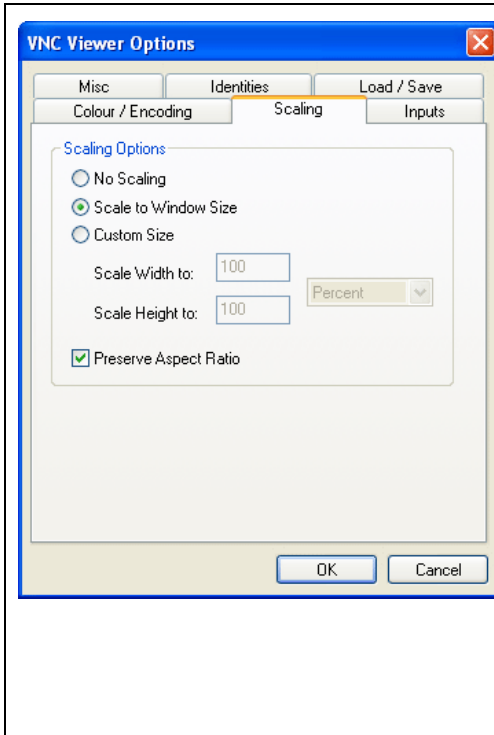 VNC Viewer Options
Misc Identities Load / Save
Colour / Encoding Scaling Inputs
Scaling Options
No Scaling
Scale to Window Size
Custom Size
Scale Width to: 100
Percent
Scale Height to: 100
Preserve Aspect Ratio
OK Cancel